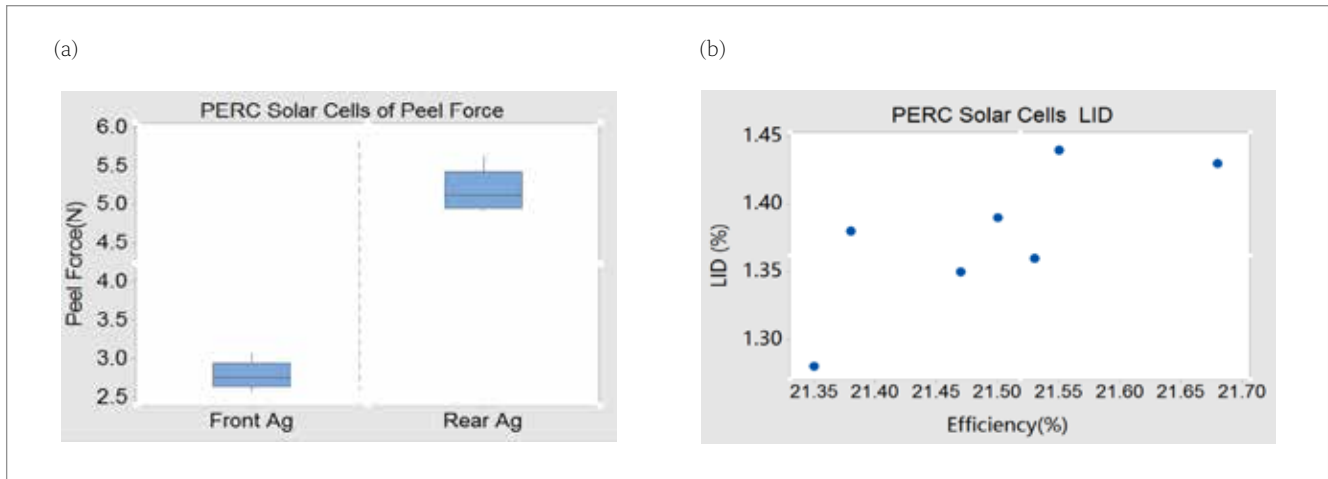 (a)
PERC Solar Cells of Peel Force
6.0
5.5
5.0
4.5
4.0
3.5
3.0
2.5
Peel Force(N)
Front Ag
Rear Ag
(b)
PERC Solar Cells LID
1.45
1.40
1.35
1.30
LID (%)
21.35 21.40 21.45 21.50 21.55 21.60 21.65 21.70
Efficiency(%)